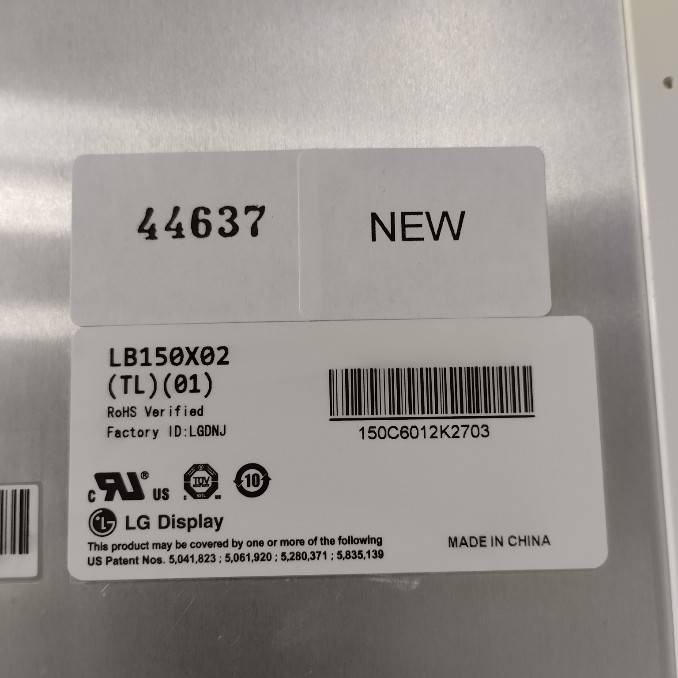 44637
NEW
LB150X02
(TL)(01)
RoHS Verified
Factory ID:LGDNJ
150C6012K2703
c RU ® US
TÜV
10
LG Display
This product may be covered by one or more of the following
US Patent Nos. 5,041,823 ; 5,061,920 ; 5,280,371 ; 5,835,139
MADE IN CHINA